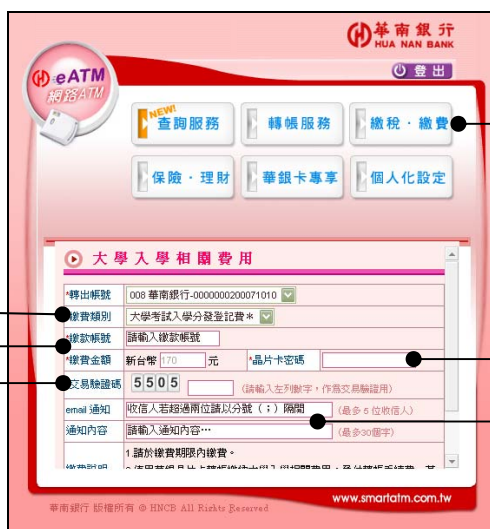 華南銀行
HUA NAN BANK
eATM
網路ATM
登出
NEW!
查詢服務 轉帳服務 繳稅・繳費
保險・理財 華銀卡專享 個人化設定
大學入學相關費用
*轉出帳號 008 華南銀行-0000000200071010
*繳費類別 大學考試入學分發登記費*
*繳款帳號 請輸入繳款帳號
*繳費金額 新台幣 170 元 *晶片卡密碼
*交易驗證碼 5505 (請輸入左列數字,作為交易驗證用)
email 通知 收信人若超過兩位請以分號(;)隔開 (最多 5 位收信人)
通知內容 請輸入通知內容… (最多30個字)
1.請於繳費期限內繳費。
繳費說明
www.smartatm.com.tw
華南銀行 版權所有 © HNCB All Rights Reserved